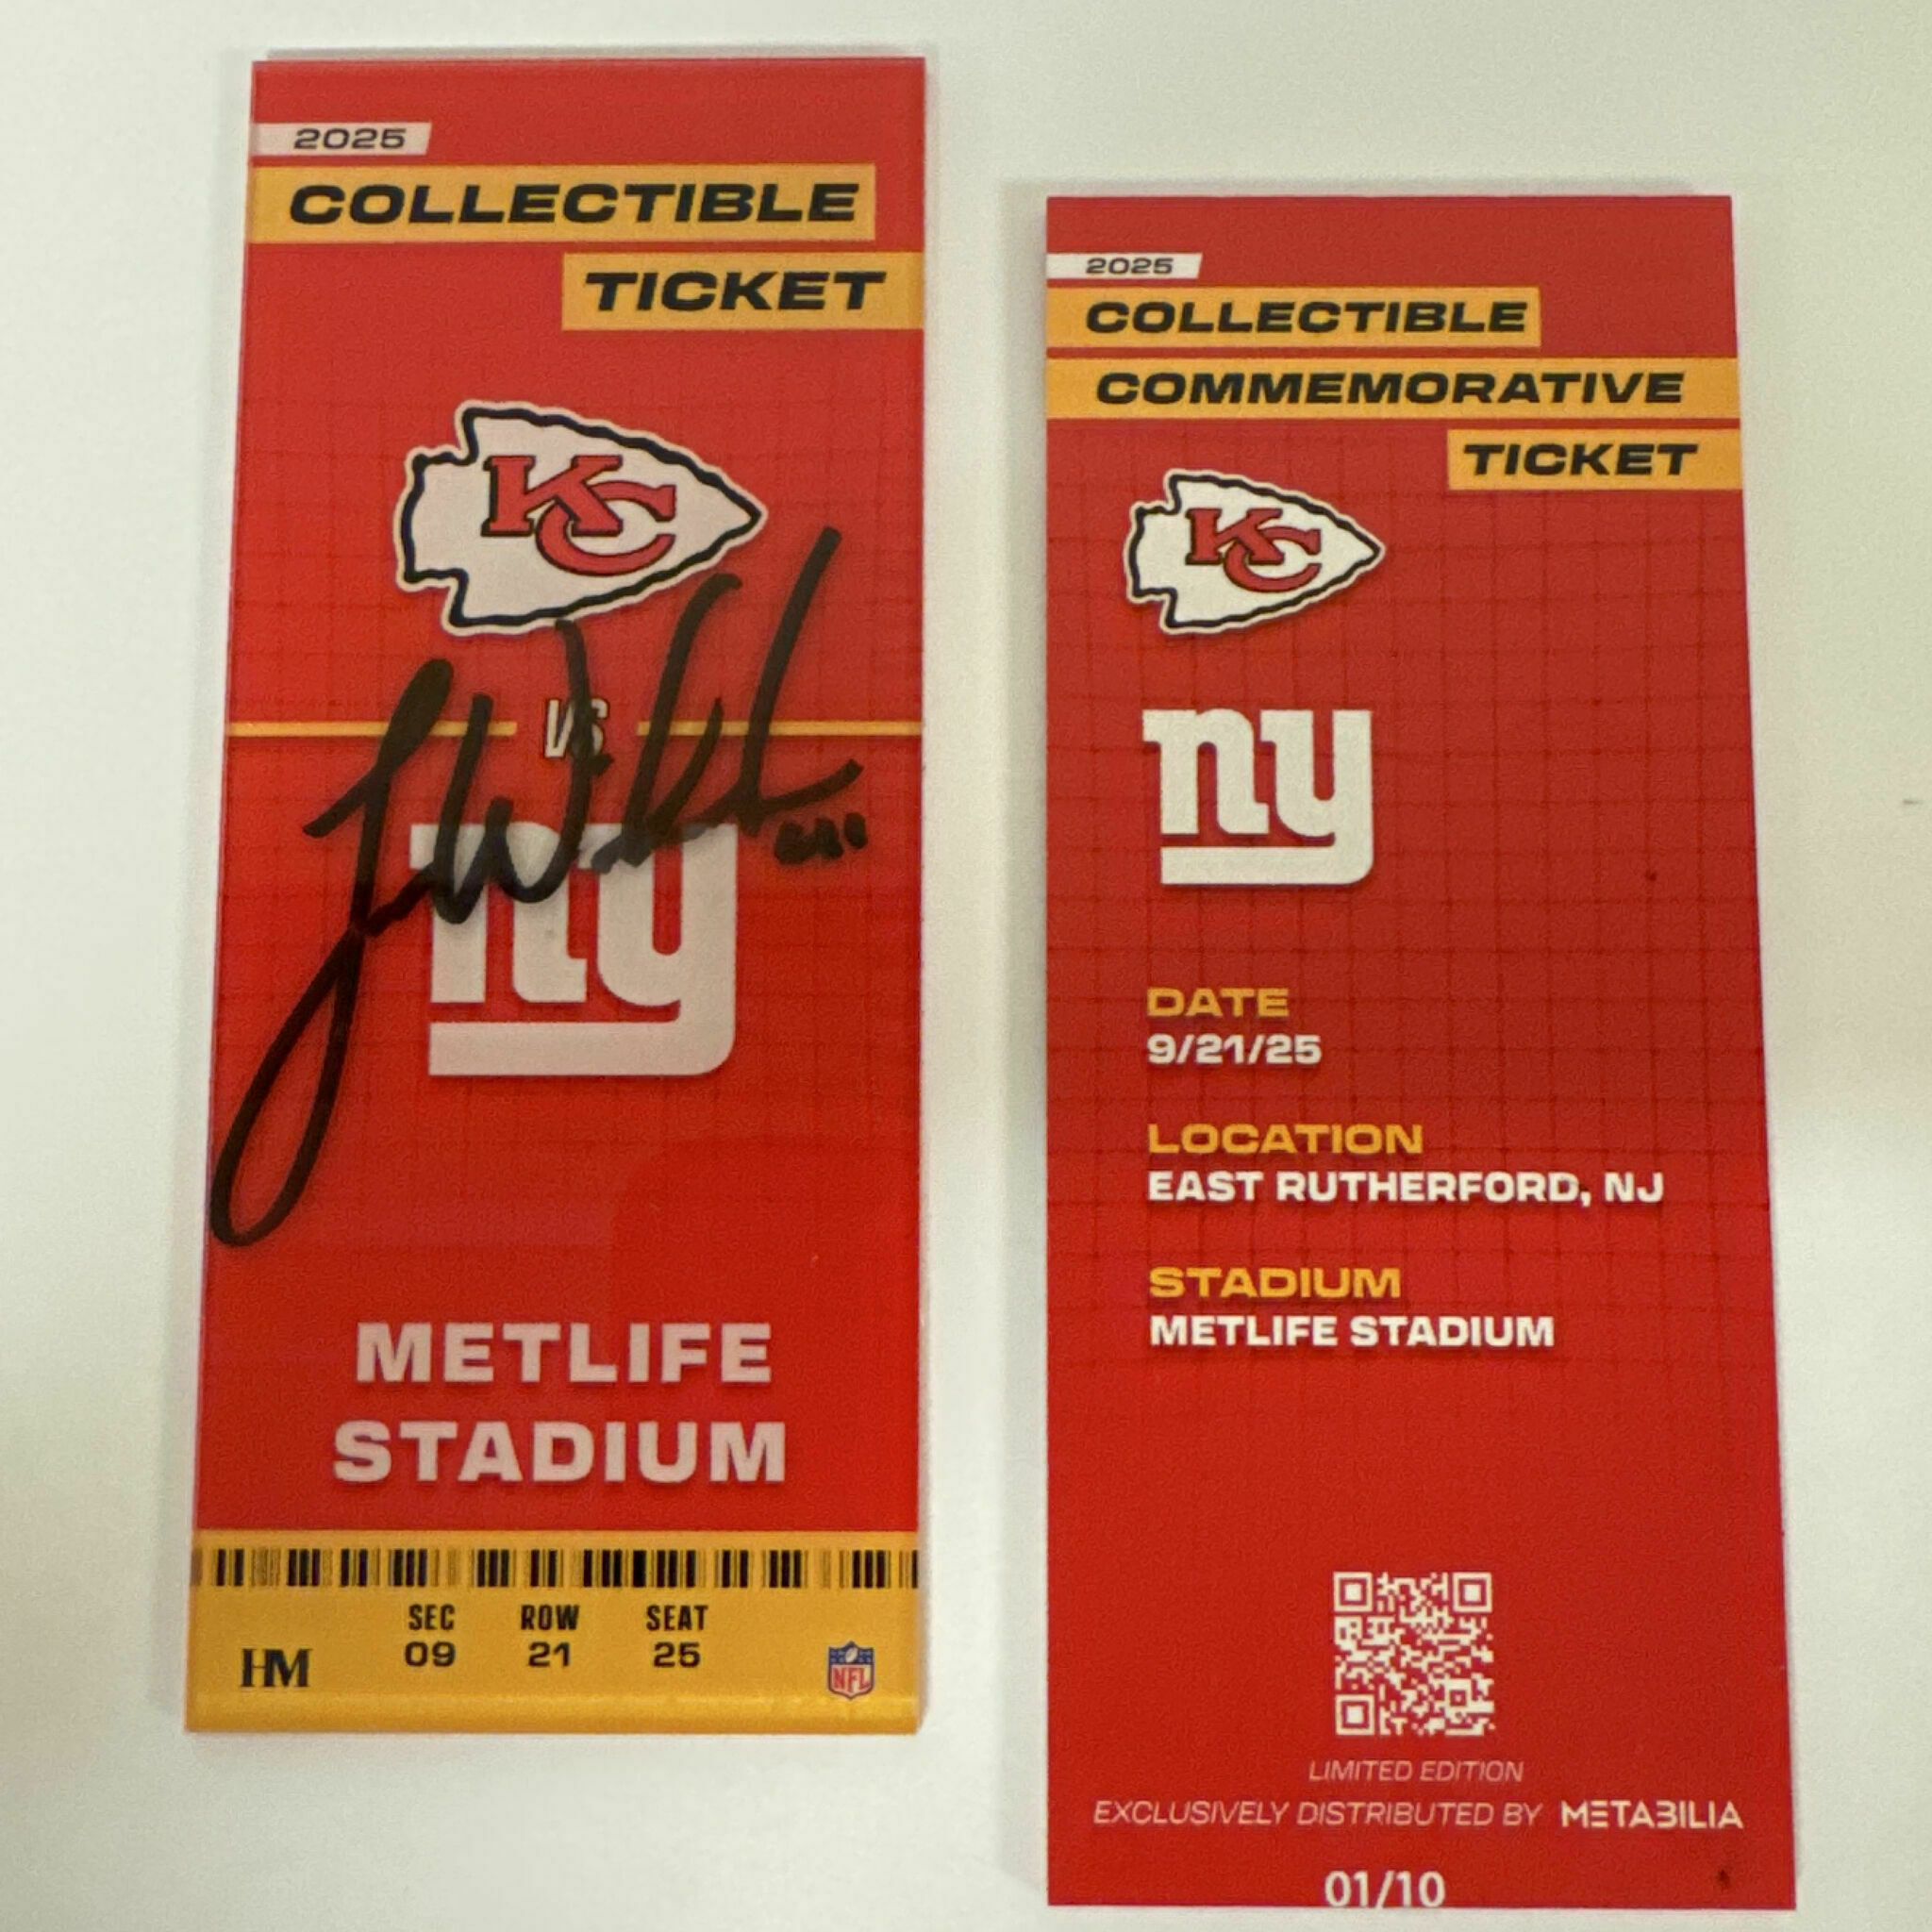 2025
COLLECTIBLE
TICKET
KC
VS
ny
METLIFE
STADIUM
SEC ROW SEAT
09 21 25
HM
NFL
2025
COLLECTIBLE
COMMEMORATIVE
TICKET
KC
ny
DATE
9/21/25
LOCATION
EAST RUTHERFORD, NJ
STADIUM
METLIFE STADIUM
LIMITED EDITION
EXCLUSIVELY DISTRIBUTED BY METABILIA
01/10